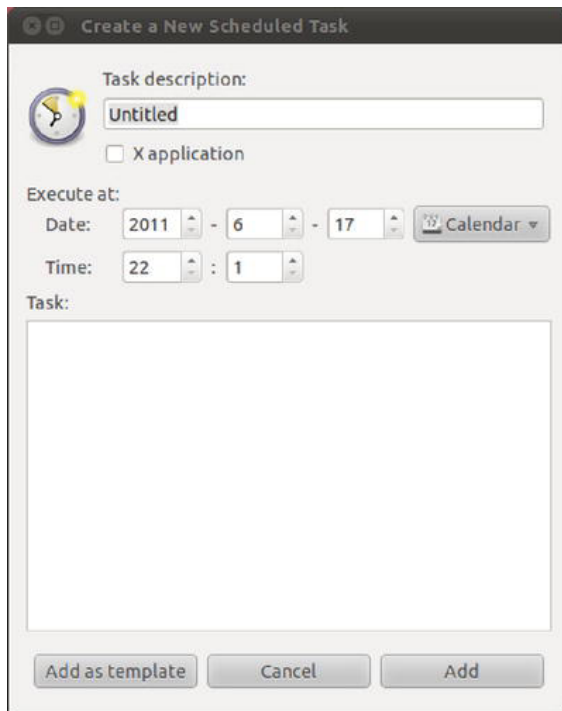 Create a New Scheduled Task
Task description:
Untitled
X application
Execute at:
Date: 2011 - 6 - 17 Calendar
Time: 22 : 1
Task:
Add as template Cancel Add